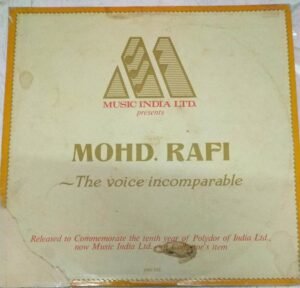 MUSIC INDIA LTD.
presents
MOHD. RAFI
~The voice incomparable
Released to Commemorate the tenth year of Polydor of India Ltd.,
now Music India Ltd. item